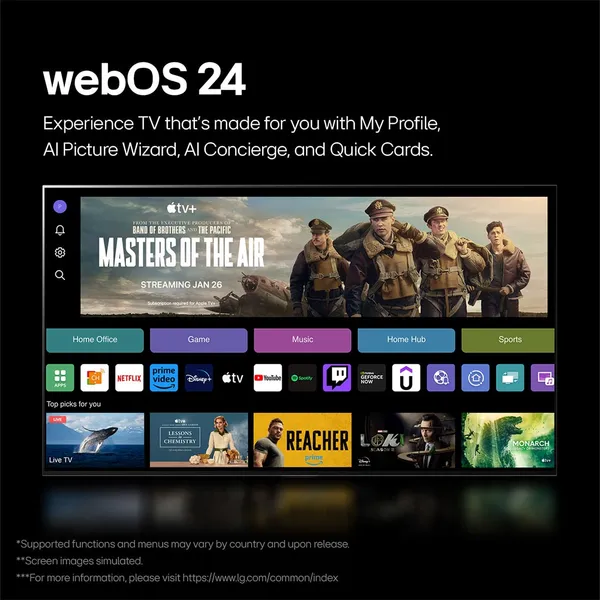 webOS 24
Experience TV that's made for you with My Profile,
AI Picture Wizard, AI Concierge, and Quick Cards.
tv+
FROM THE EXECUTIVE PRODUCERS OF
BAND OF BROTHERS AND THE PACIFIC
MASTERS OF THE AIR
STREAMING JAN 26
Subscription required for Apple TV+
Home Office
Game
Music
Home Hub
Sports
APPS
NETFLIX
prime video
Disney+
tv
YouTube
Spotify
GEFORCE NOW
Top picks for you
LIVE
Live TV
LESSONS IN CHEMISTRY
REACHER
prime
LOKI
SEASON 2
Disney+
MONARCH
tv+
*Supported functions and menus may vary by country and upon release.
**Screen images simulated.
***For more information, please visit https://www.lg.com/common/index